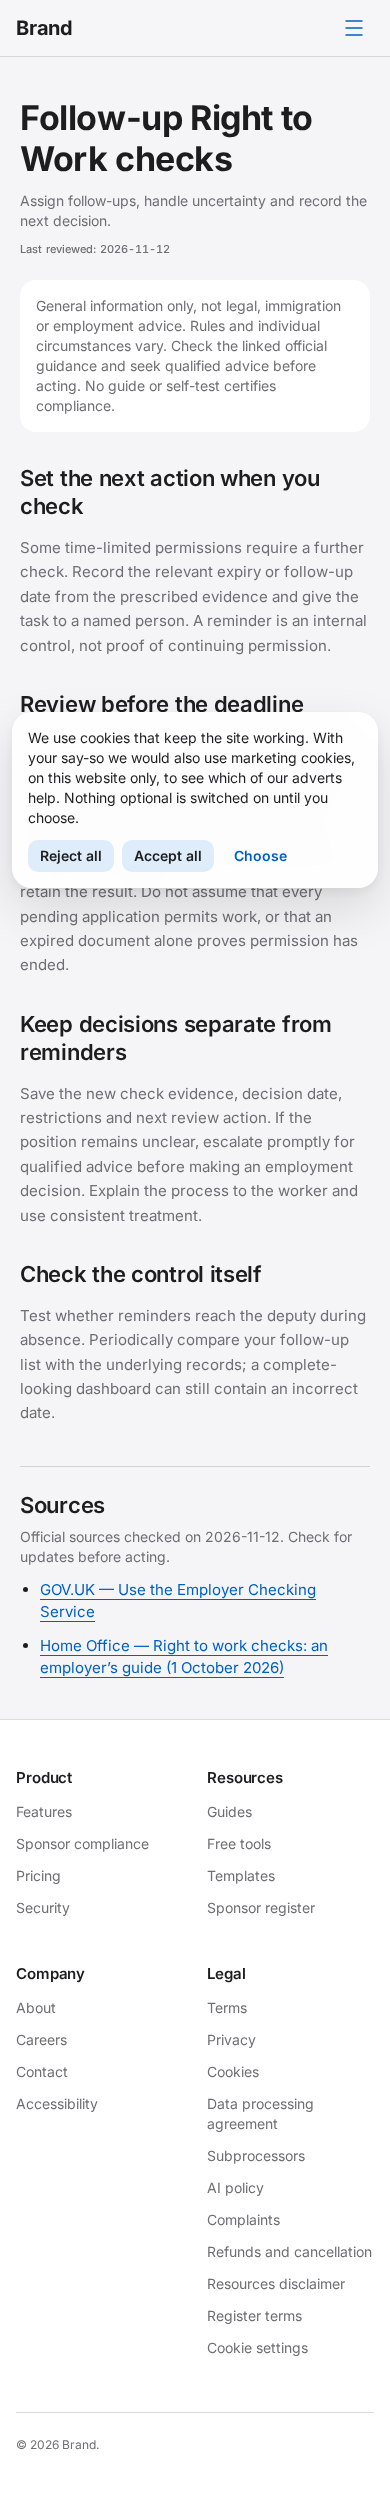 Brand
Follow-up Right to
Work checks
Assign follow-ups, handle uncertainty and record the
next decision.
Last reviewed: 2026-11-12
General information only, not legal, immigration
or employment advice. Rules and individual
circumstances vary. Check the linked official
guidance and seek qualified advice before
acting. No guide or self-test certifies
compliance.
Set the next action when you
check
Some time-limited permissions require a further
check. Record the relevant expiry or follow-up
date from the prescribed evidence and give the
task to a named person. A reminder is an internal
control, not proof of continuing permission.
Review before the deadline
We use cookies that keep the site working. With
your say-so we would also use marketing cookies,
on this website only, to see which of our adverts
help. Nothing optional is switched on until you
choose.
Reject all
Accept all
Choose
retain the result. Do not assume that every
pending application permits work, or that an
expired document alone proves permission has
ended.
Keep decisions separate from
reminders
Save the new check evidence, decision date,
restrictions and next review action. If the
position remains unclear, escalate promptly for
qualified advice before making an employment
decision. Explain the process to the worker and
use consistent treatment.
Check the control itself
Test whether reminders reach the deputy during
absence. Periodically compare your follow-up
list with the underlying records; a complete-
looking dashboard can still contain an incorrect
date.
Sources
Official sources checked on 2026-11-12. Check for
updates before acting.
GOV.UK — Use the Employer Checking
Service
Home Office — Right to work checks: an
employer’s guide (1 October 2026)
Product
Features
Sponsor compliance
Pricing
Security
Resources
Guides
Free tools
Templates
Sponsor register
Company
About
Careers
Contact
Accessibility
Legal
Terms
Privacy
Cookies
Data processing
agreement
Subprocessors
AI policy
Complaints
Refunds and cancellation
Resources disclaimer
Register terms
Cookie settings
© 2026 Brand.